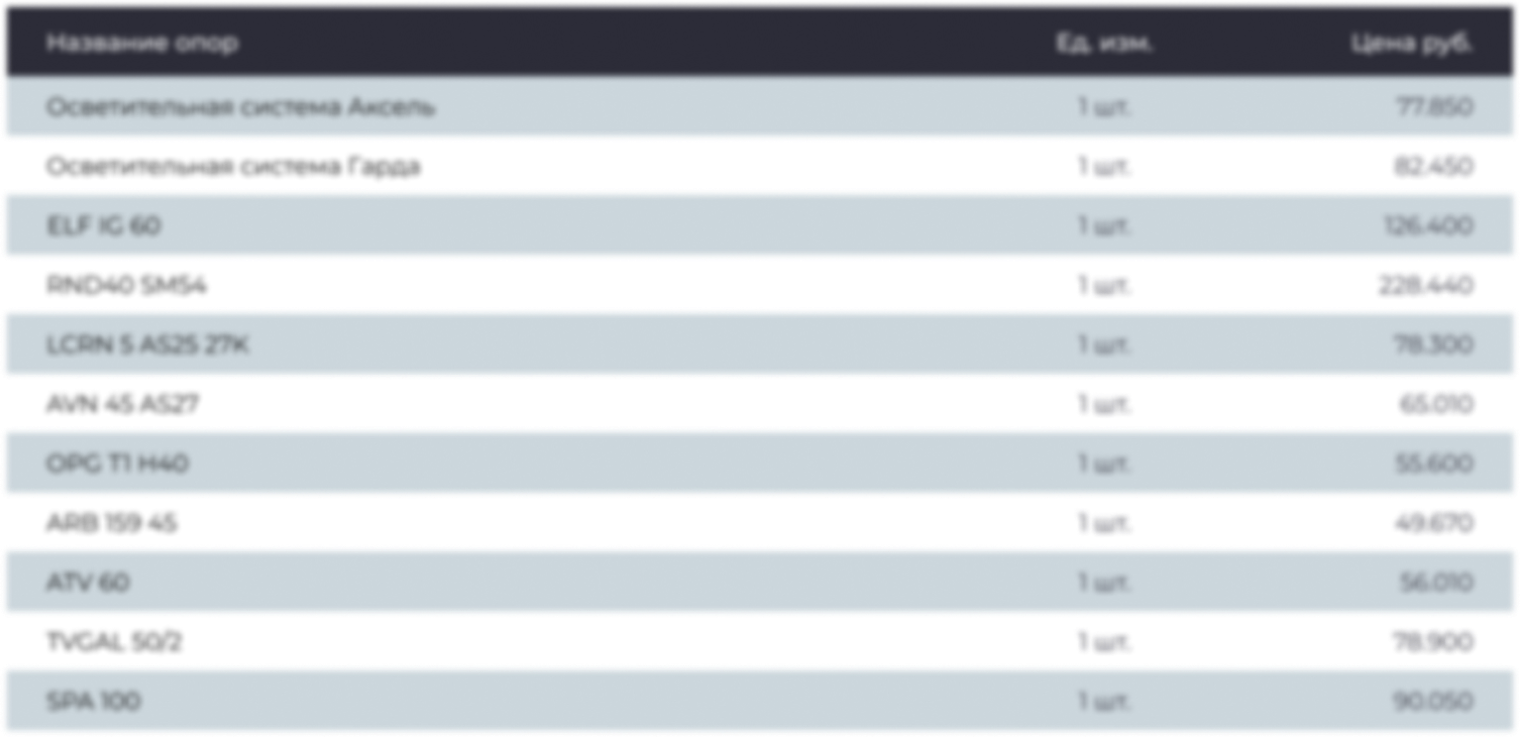 Название опор Ед. изм. Цена руб.
Осветительная система Аксель 1 шт. 77.850
Осветительная система Гарда 1 шт. 82.450
ELF IG 60 1 шт. 126.400
RND40 SM54 1 шт. 228.440
LCRN 5 AS25 27K 1 шт. 78.300
AVN 45 AS27 1 шт. 65.010
OPG T1 H40 1 шт. 55.600
ARB 159 45 1 шт. 49.670
ATV 60 1 шт. 56.010
TVGAL 50/2 1 шт. 78.900
SPA 100 1 шт. 90.050